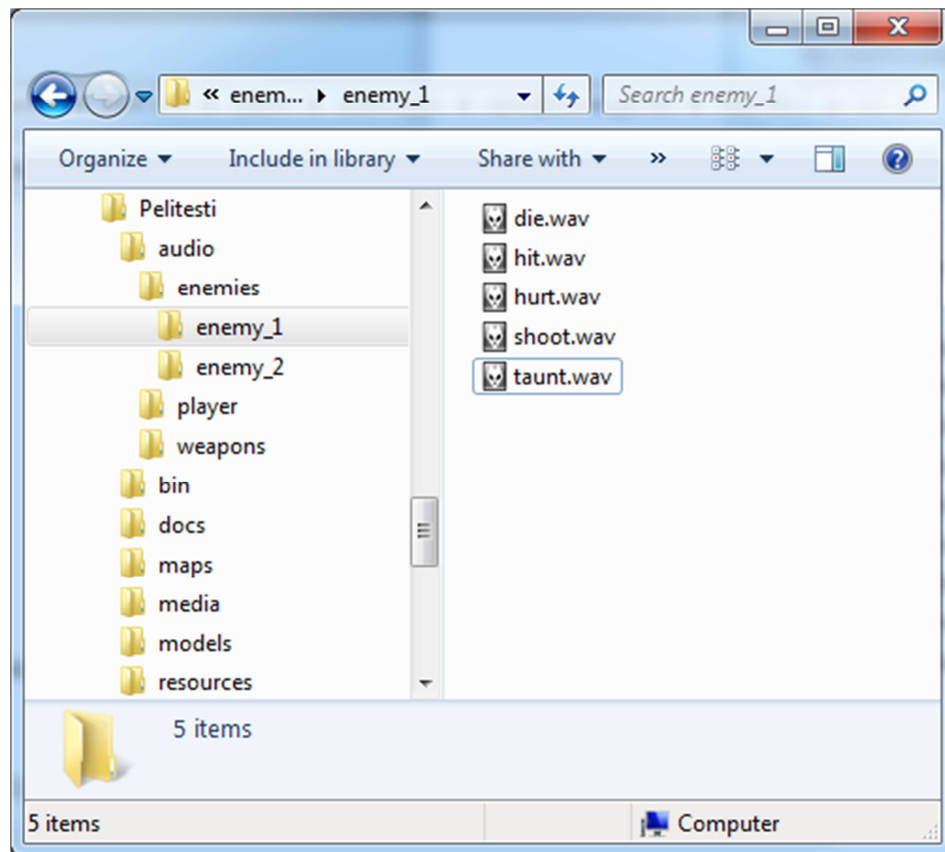 « enem... ▸ enemy_1 Search enemy_1
Organize ▼ Include in library ▼ Share with ▼ »
Pelitesti
audio
enemies
enemy_1
enemy_2
player
weapons
bin
docs
maps
media
models
resources
die.wav
hit.wav
hurt.wav
shoot.wav
taunt.wav
5 items
5 items Computer